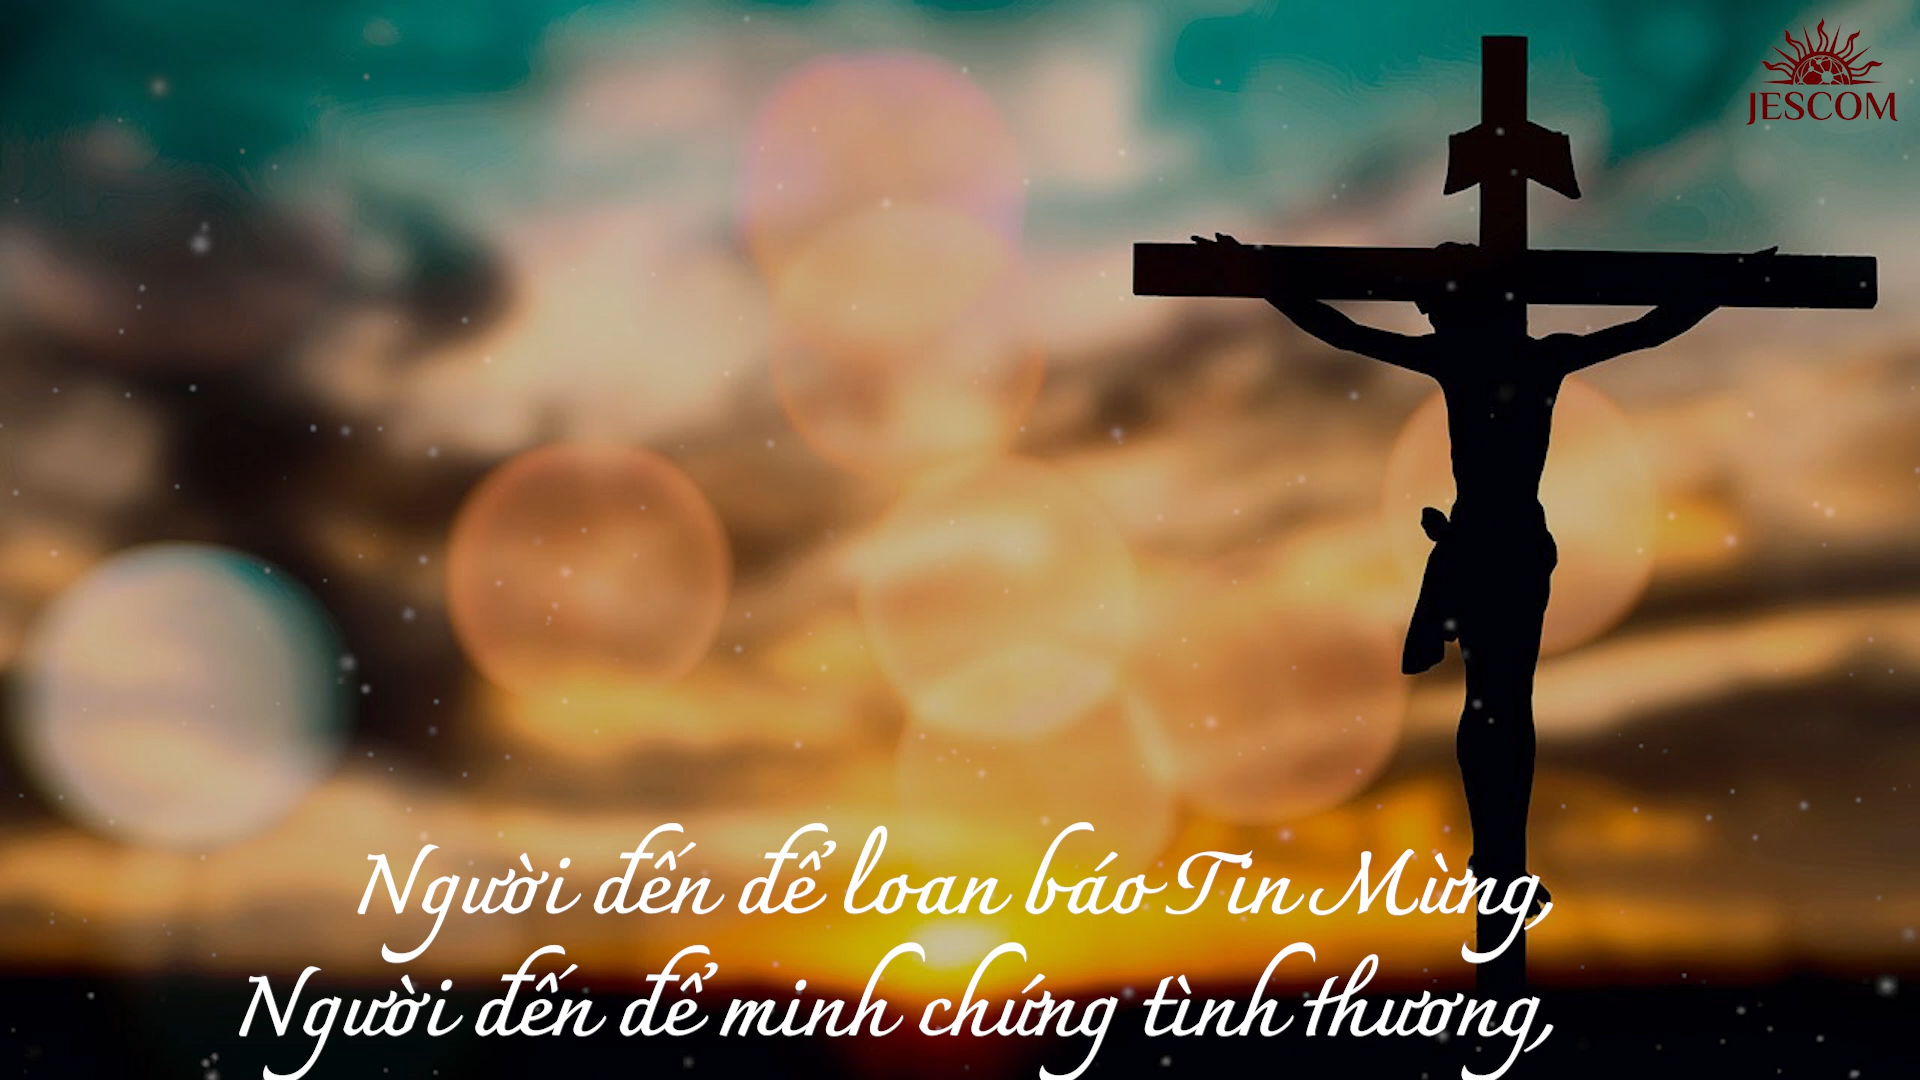 JESCOM
Người đến để loan báo Tin Mừng,
Người đến để minh chứng tình thương,